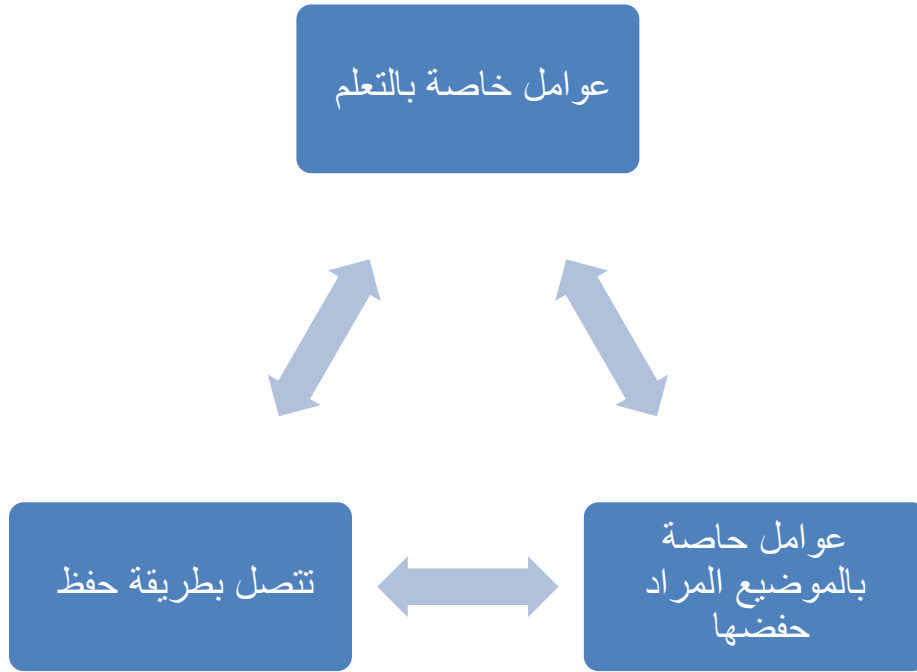 عوامل خاصة بالتعلم
عوامل حاصة
بالموضيع المراد
حفضها
تتصل بطريقة حفظ